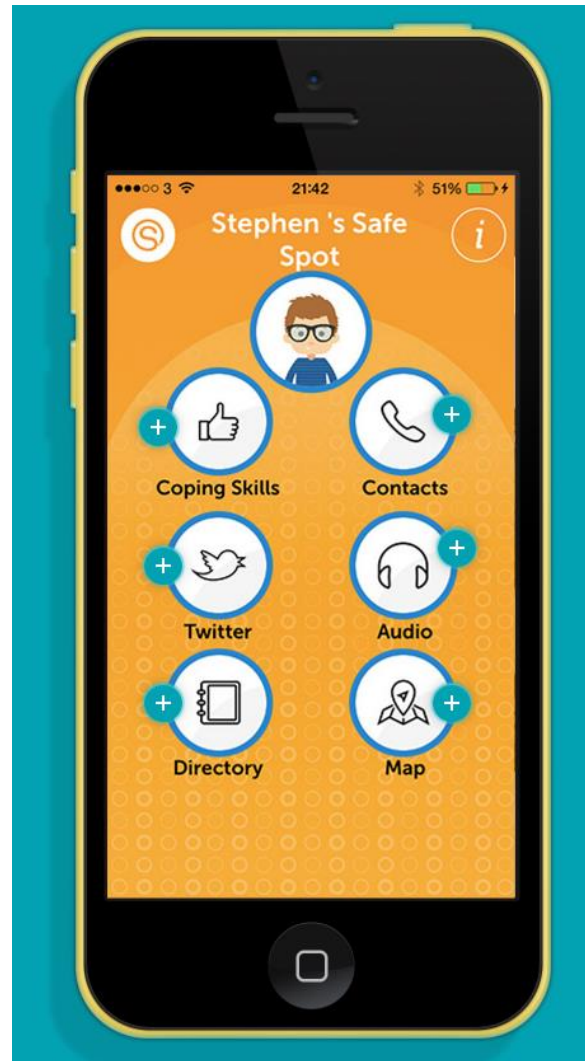 3 21:42 51%
Stephen 's Safe
Spot
i
Coping Skills Contacts
Twitter Audio
Directory Map